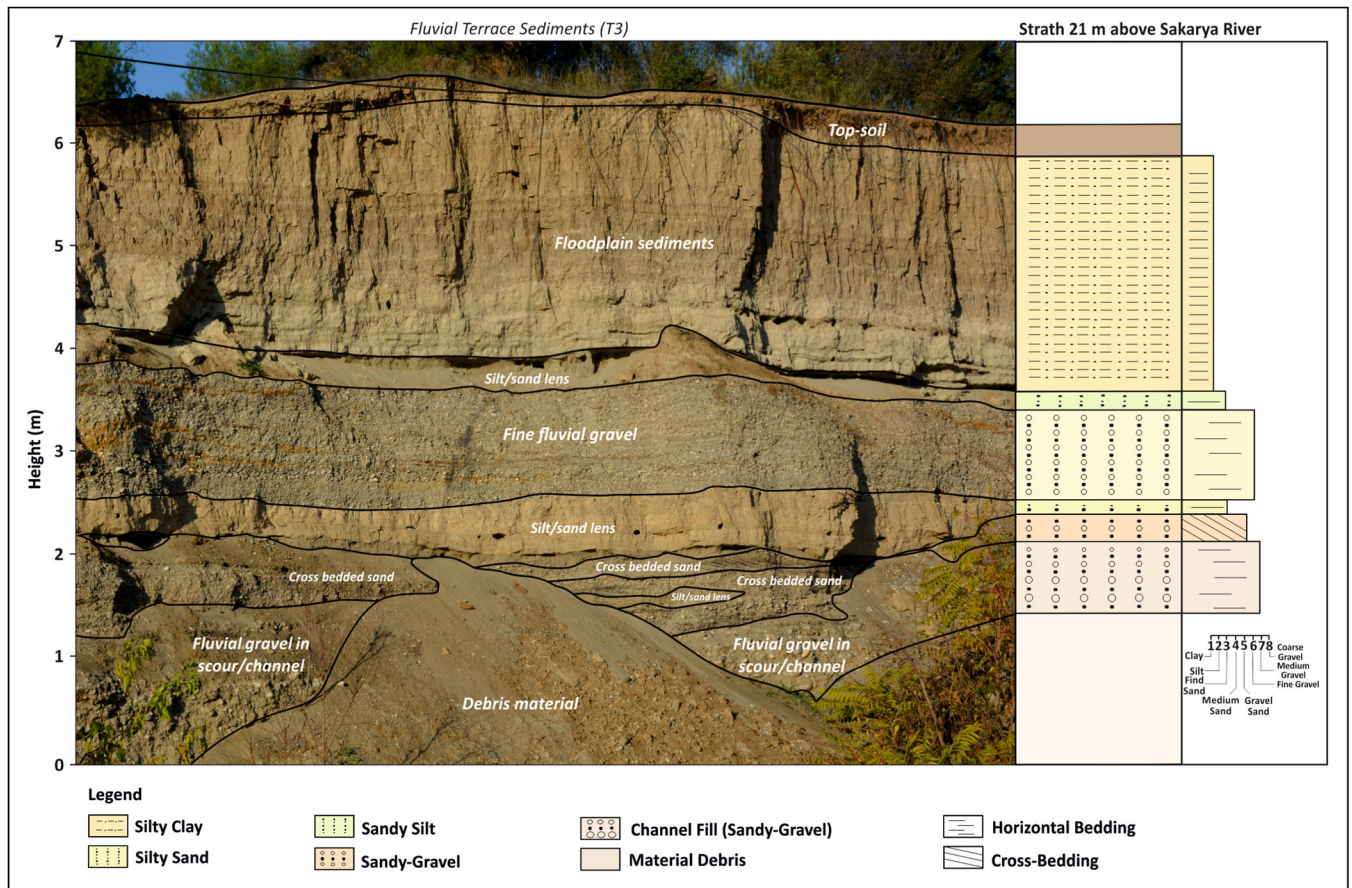 Fluvial Terrace Sediments (T3)
Strath 21 m above Sakarya River
7
6
5
4
3
2
1
0
Height (m)
Top-soil
Floodplain sediments
Silt/sand lens
Fine fluvial gravel
Silt/sand lens
Cross bedded sand
Cross bedded sand
Cross bedded sand
Silt/sand lens
Fluvial gravel in
scour/channel
Fluvial gravel in
scour/channel
Debris material
12345678
Clay
Silt
Find
Sand
Medium
Sand
Gravel
Sand
Fine Gravel
Medium
Gravel
Coarse
Gravel
Legend
Silty Clay
Silty Sand
Sandy Silt
Sandy-Gravel
Channel Fill (Sandy-Gravel)
Material Debris
Horizontal Bedding
Cross-Bedding